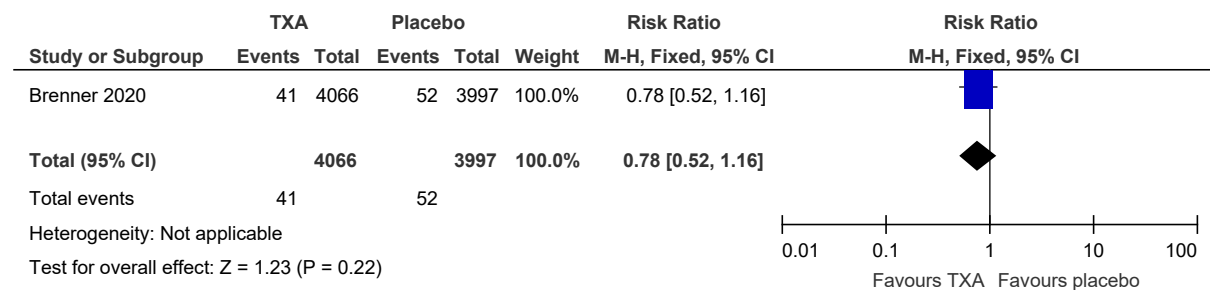 TXA Placebo Risk Ratio Risk Ratio
Study or Subgroup Events Total Events Total Weight M-H, Fixed, 95% CI M-H, Fixed, 95% CI
Brenner 2020 41 4066 52 3997 100.0% 0.78 [0.52, 1.16]
Total (95% CI) 4066 3997 100.0% 0.78 [0.52, 1.16]
Total events 41 52
Heterogeneity: Not applicable
Test for overall effect: Z = 1.23 (P = 0.22)
0.01 0.1 1 10 100
Favours TXA Favours placebo